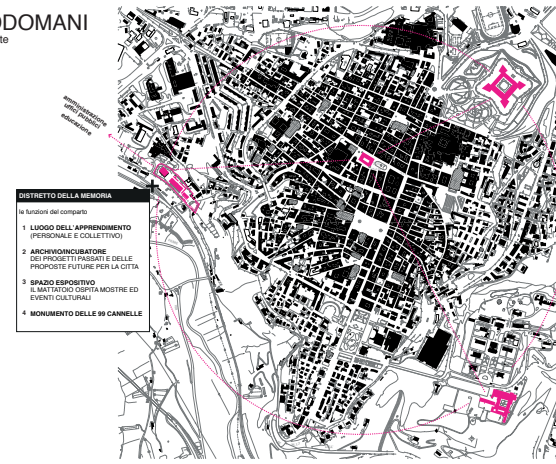 ODOMANI
te
amministrazione
uffici pubblici
educazione
DISTRETTO DELLA MEMORIA
le funzioni del comparto
1 LUOGO DELL'APPRENDIMENTO
(PERSONALE E COLLETTIVO)
2 ARCHIVIO/INCUBATORE
DEI PROGETTI PASSATI E DELLE
PROPOSTE FUTURE PER LA CITTA
3 SPAZIO ESPOSITIVO
IL MATTATOIO OSPITA MOSTRE ED
EVENTI CULTURALI
4 MONUMENTO DELLE 99 CANNELLE